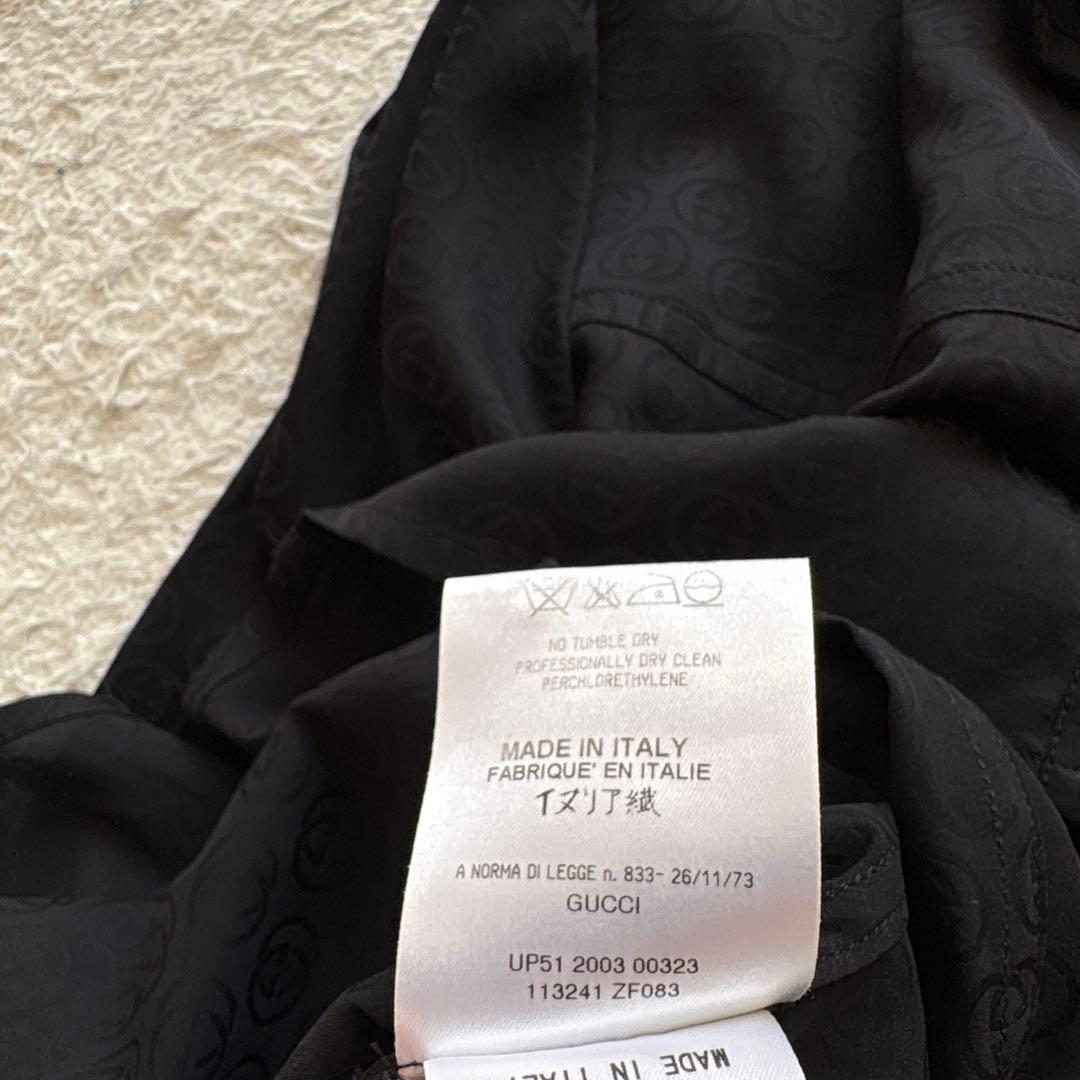 NO TUMBLE DRY
PROFESSIONALLY DRY CLEAN
PERCHLORETHYLENE
MADE IN ITALY
FABRIQUE' EN ITALIE
イヌリア織
A NORMA DI LEGGE n. 833- 26/11/73
GUCCI
UP51 2003 00323
113241 ZF083
MADE IN ITALY